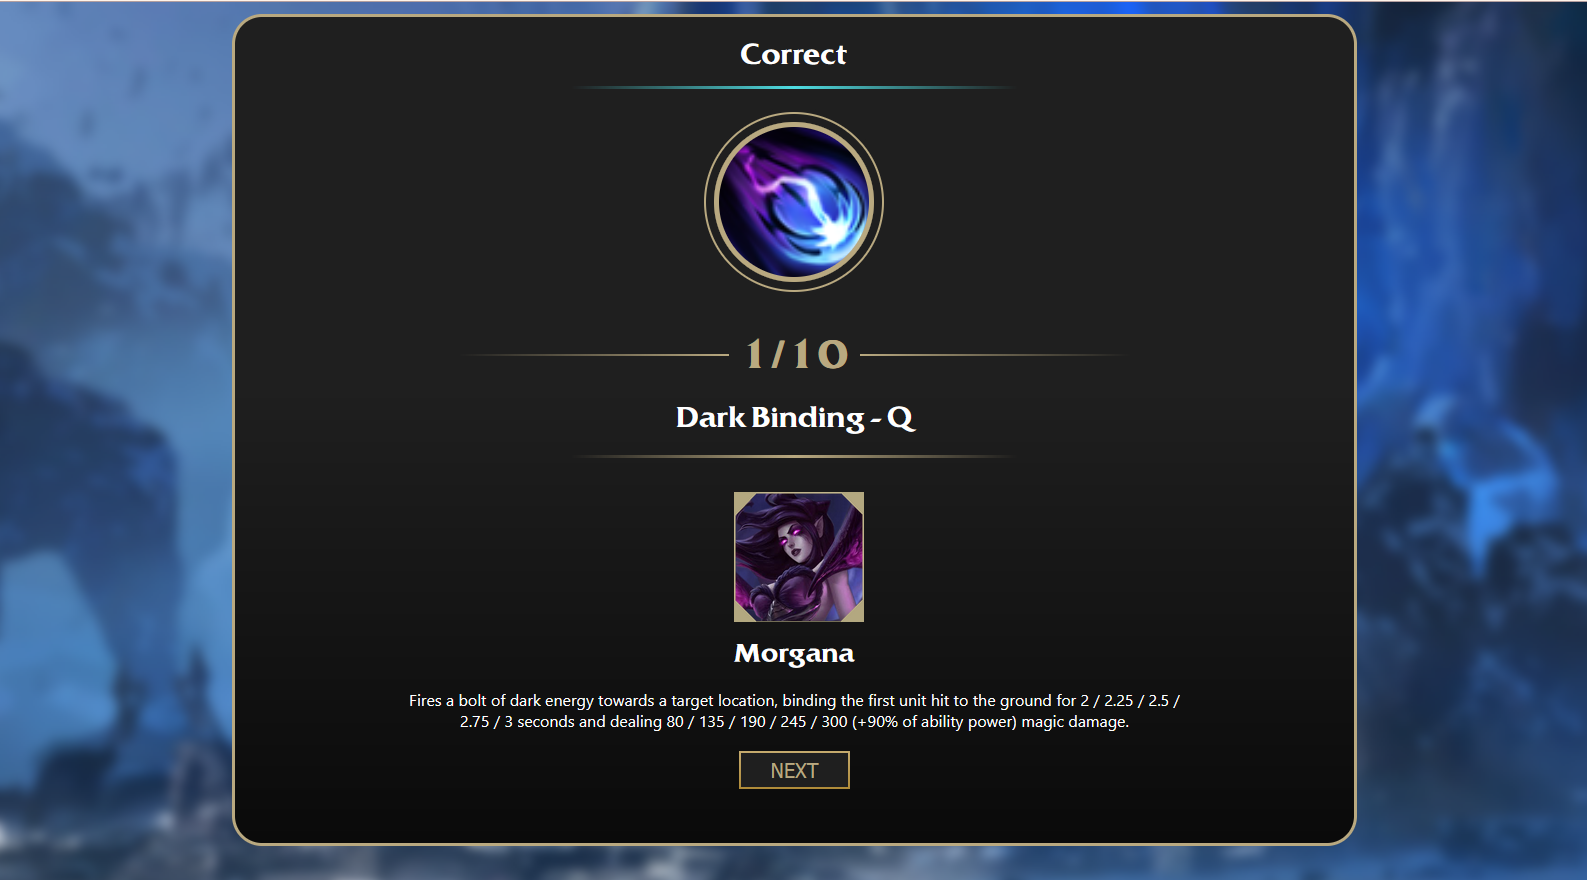 Correct
1/10
Dark Binding - Q
Morgana
Fires a bolt of dark energy towards a target location, binding the first unit hit to the ground for 2 / 2.25 / 2.5 /
2.75 / 3 seconds and dealing 80 / 135 / 190 / 245 / 300 (+90% of ability power) magic damage.
NEXT